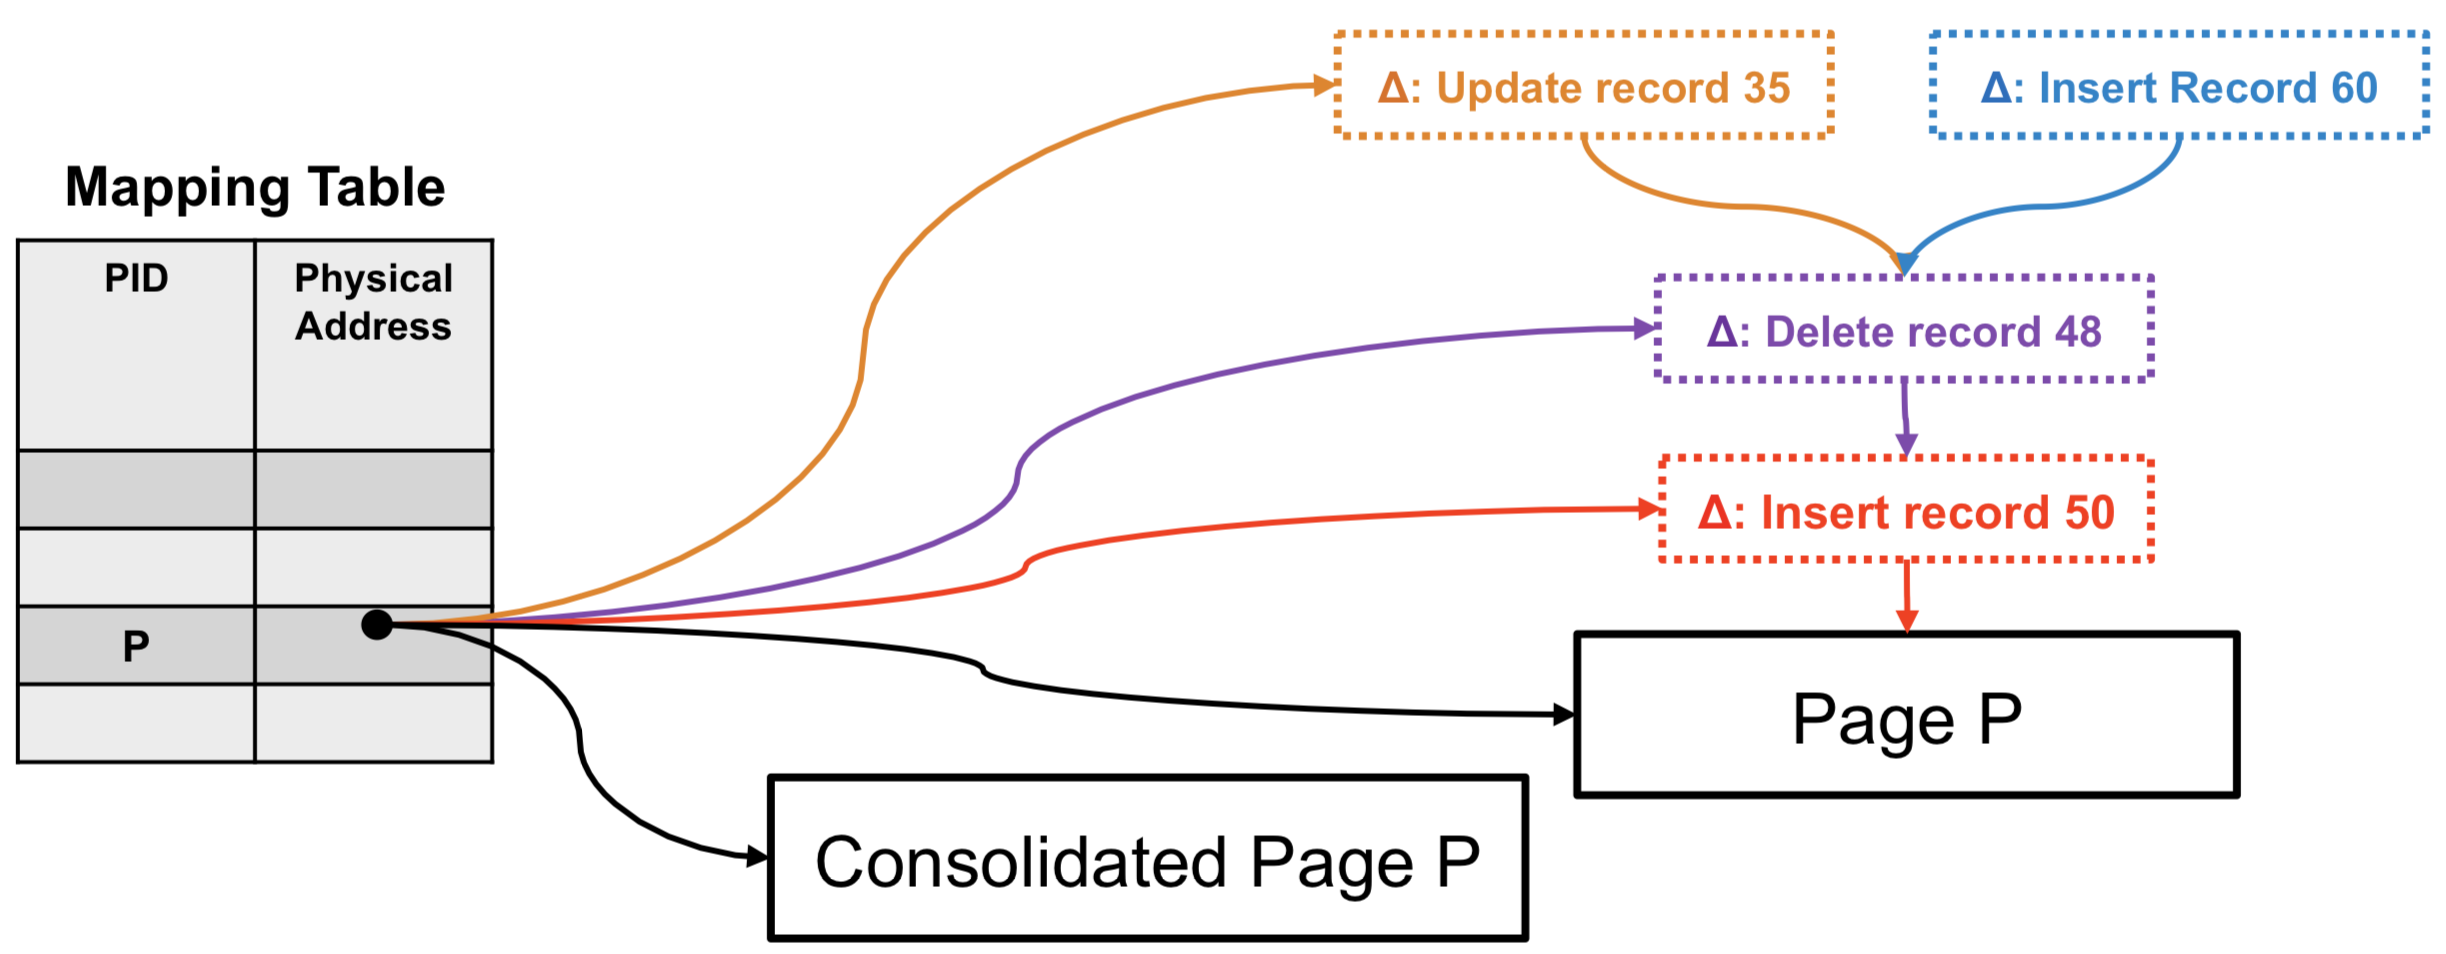 Δ: Update record 35
Δ: Insert Record 60
Mapping Table
PID
Physical
Address
Δ: Delete record 48
Δ: Insert record 50
P
Page P
Consolidated Page P